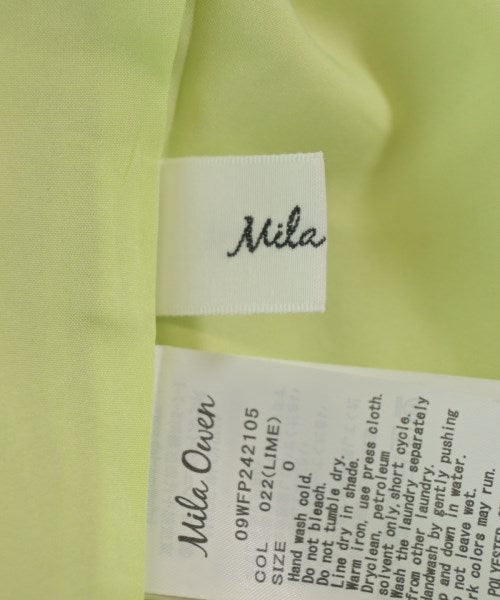 Mila
Mila Owen
09WFP242105
COL 022(LIME)
SIZE 0
Hand wash cold.
Do not bleach.
Do not tumble dry.
Line dry in shade.
Warm iron, use press cloth.
Dryclean, petroleum
solvent only, short cycle.
Wash the laundry separately
from other laundry.
Handwash by gently pushing
up and down in water.
Do not leave wet.
may run.